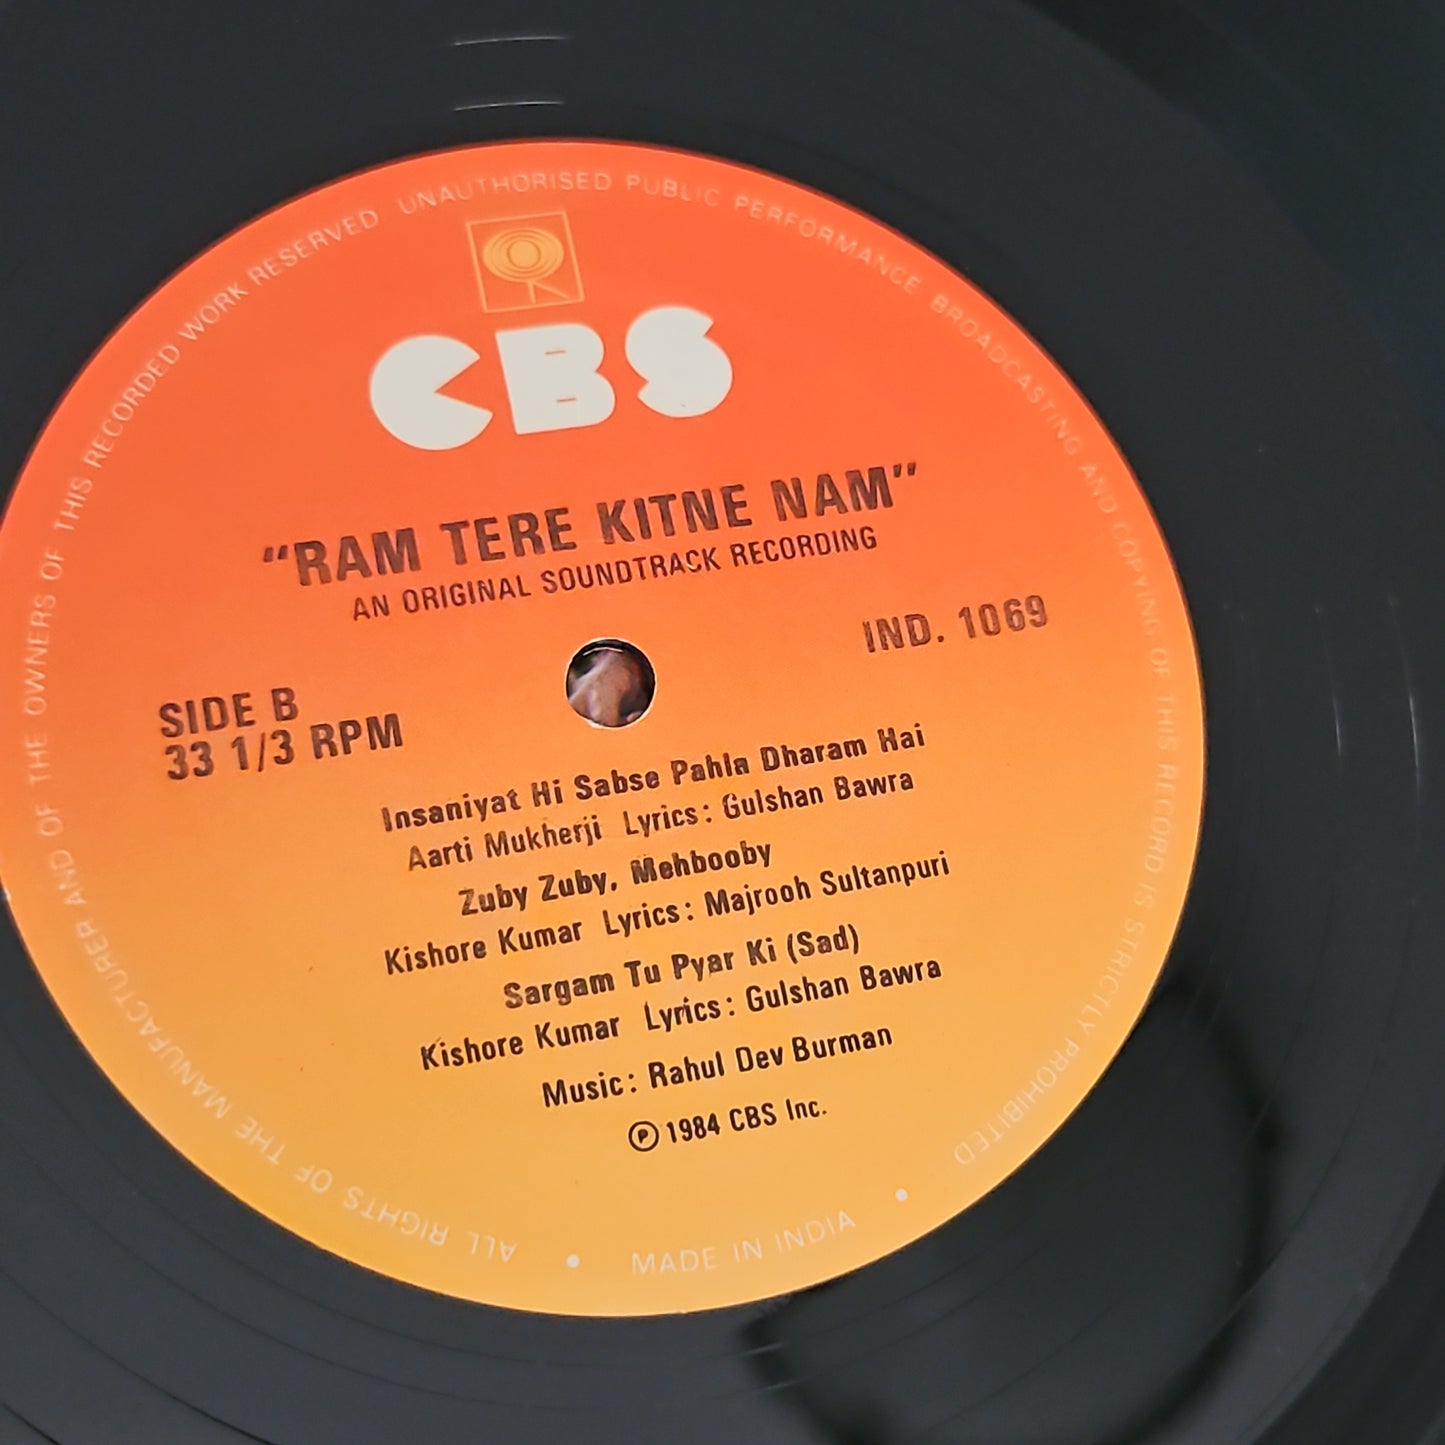 ALL RIGHTS OF THE MANUFACTURER AND OF THE OWNERS OF THIS RECORDED WORK RESERVED UNAUTHORISED PUBLIC PERFORMANCE BROADCASTING AND COPYING OF THIS RECORD IS STRICTLY PROHIBITED
CBS
"RAM TERE KITNE NAM"
AN ORIGINAL SOUNDTRACK RECORDING
IND. 1069
SIDE B
33 1/3 RPM
Insaniyat Hi Sabse Pahla Dharam Hai
Aarti Mukherji Lyrics: Gulshan Bawra
Zuby Zuby, Mehbooby
Kishore Kumar Lyrics: Majrooh Sultanpuri
Sargam Tu Pyar Ki (Sad)
Kishore Kumar Lyrics: Gulshan Bawra
Music: Rahul Dev Burman
℗ 1984 CBS Inc.
• MADE IN INDIA •